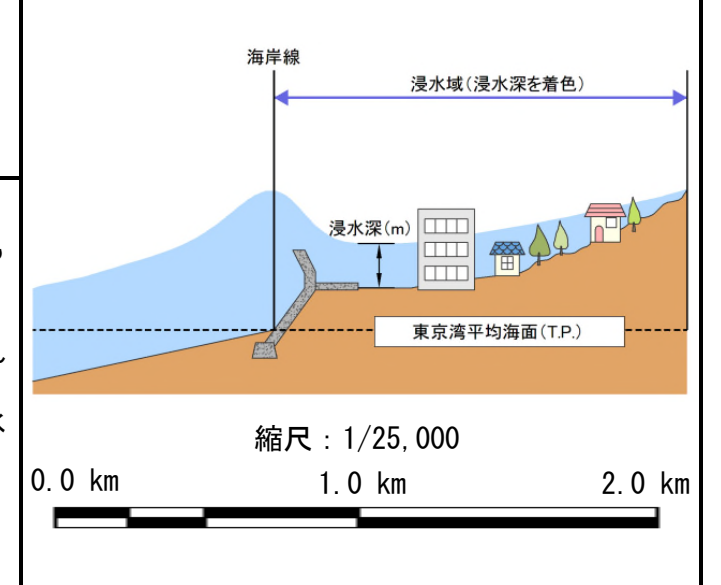 海岸線
浸水域(浸水深を着色)
浸水深(m)
東京湾平均海面(T.P.)
縮尺：1/25,000
0.0 km 1.0 km 2.0 km